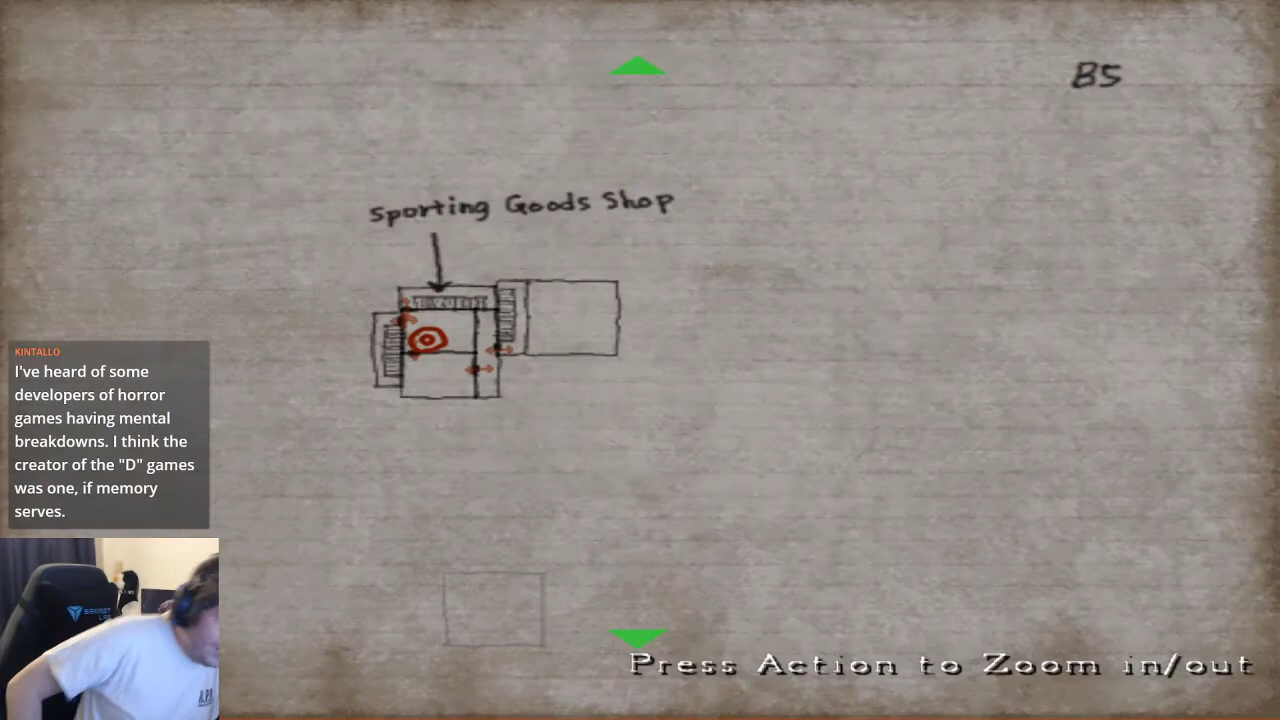 B5
Sporting Goods Shop
KINTALLO
I've heard of some
developers of horror
games having mental
breakdowns. I think the
creator of the "D" games
was one, if memory
serves.
Press Action to Zoom in/out